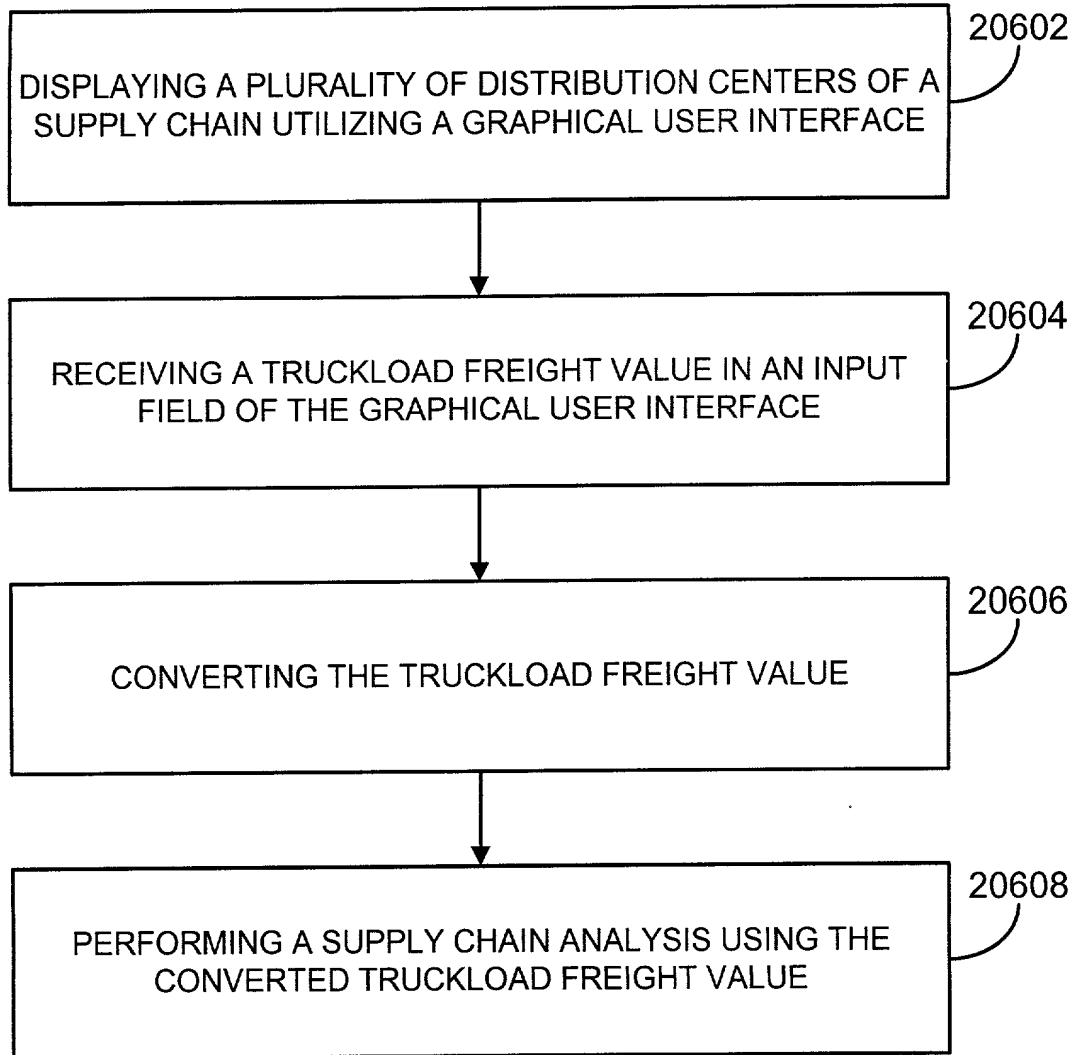 20602
DISPLAYING A PLURALITY OF DISTRIBUTION CENTERS OF A
SUPPLY CHAIN UTILIZING A GRAPHICAL USER INTERFACE
20604
RECEIVING A TRUCKLOAD FREIGHT VALUE IN AN INPUT
FIELD OF THE GRAPHICAL USER INTERFACE
20606
CONVERTING THE TRUCKLOAD FREIGHT VALUE
20608
PERFORMING A SUPPLY CHAIN ANALYSIS USING THE
CONVERTED TRUCKLOAD FREIGHT VALUE